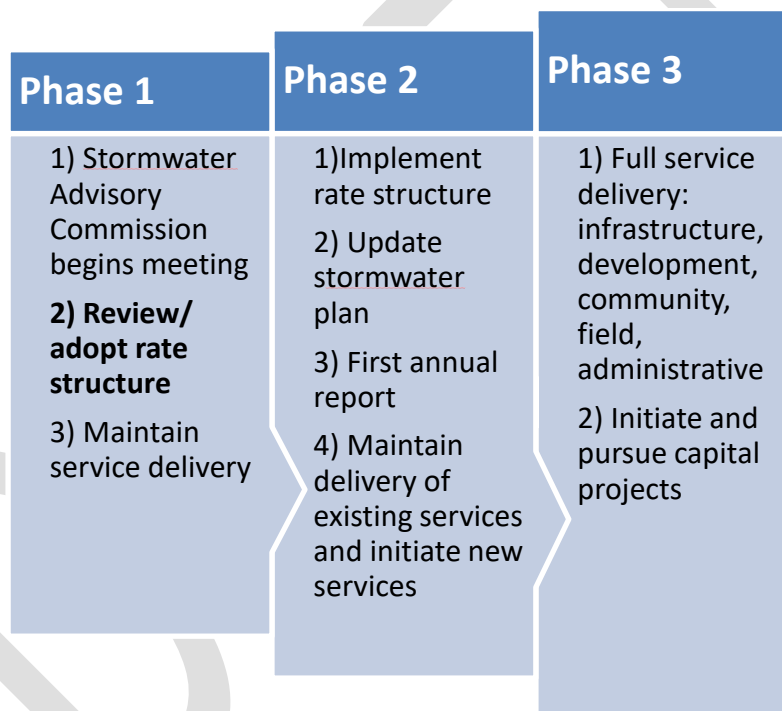 Phase 1
1) Stormwater
Advisory
Commission
begins meeting
2) Review/
adopt rate
structure
3) Maintain
service delivery
Phase 2
1)Implement
rate structure
2) Update
stormwater
plan
3) First annual
report
4) Maintain
delivery of
existing services
and initiate new
services
Phase 3
1) Full service
delivery:
infrastructure,
development,
community,
field,
administrative
2) Initiate and
pursue capital
projects